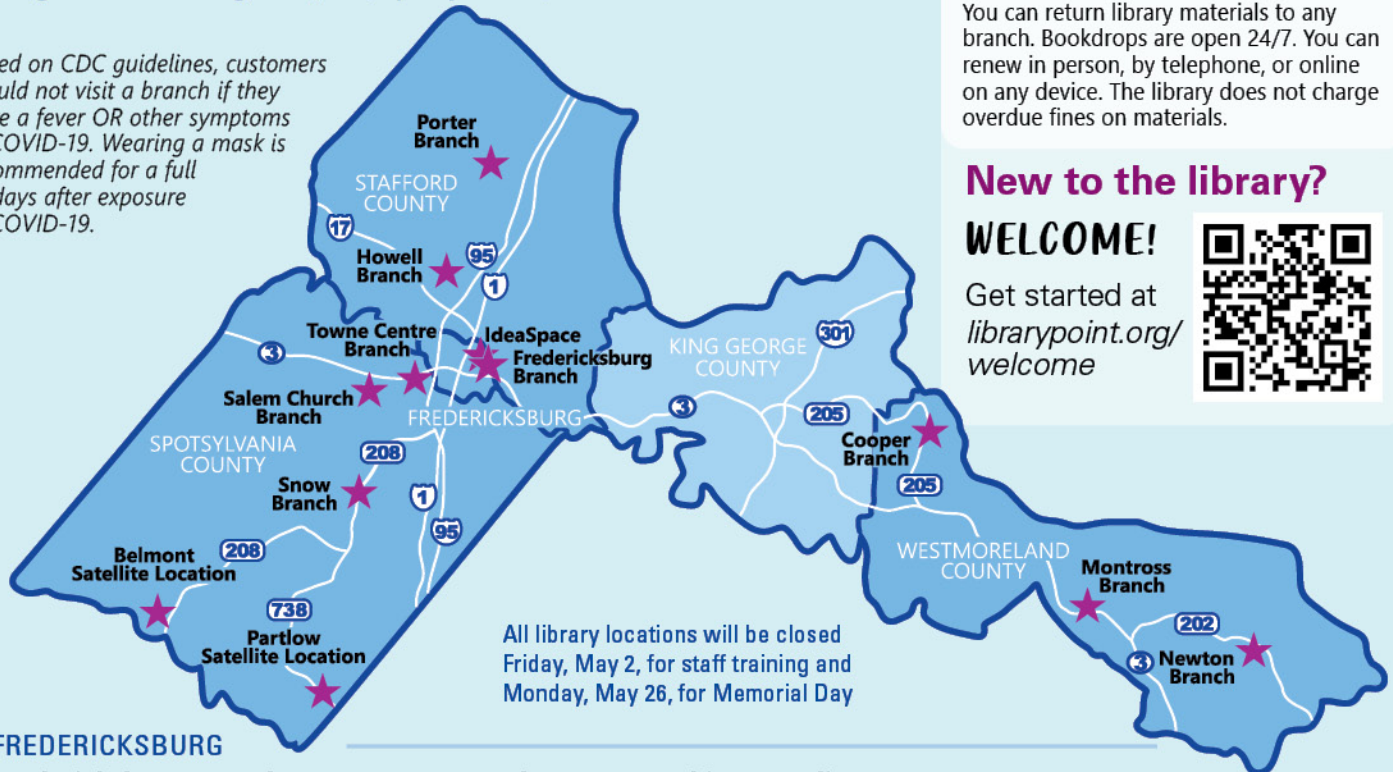 ed on CDC guidelines, customers
uld not visit a branch if they
e a fever OR other symptoms
COVID-19. Wearing a mask is
ommended for a full
days after exposure
COVID-19.
You can return library materials to any
branch. Bookdrops are open 24/7. You can
renew in person, by telephone, or online
on any device. The library does not charge
overdue fines on materials.
New to the library?
WELCOME!
Get started at
librarypoint.org/
welcome
Porter
Branch
STAFFORD
COUNTY
17
Howell
Branch
95
1
Towne Centre
Branch
IdeaSpace
Fredericksburg
Branch
3
Salem Church
Branch
FREDERICKSBURG
SPOTSYLVANIA
COUNTY
208
Snow
Branch
1
95
208
Belmont
Satellite Location
738
Partlow
Satellite Location
KING GEORGE
COUNTY
301
3
205
Cooper
Branch
205
WESTMORELAND
COUNTY
Montross
Branch
202
3
Newton
Branch
All library locations will be closed
Friday, May 2, for staff training and
Monday, May 26, for Memorial Day
FREDERICKSBURG